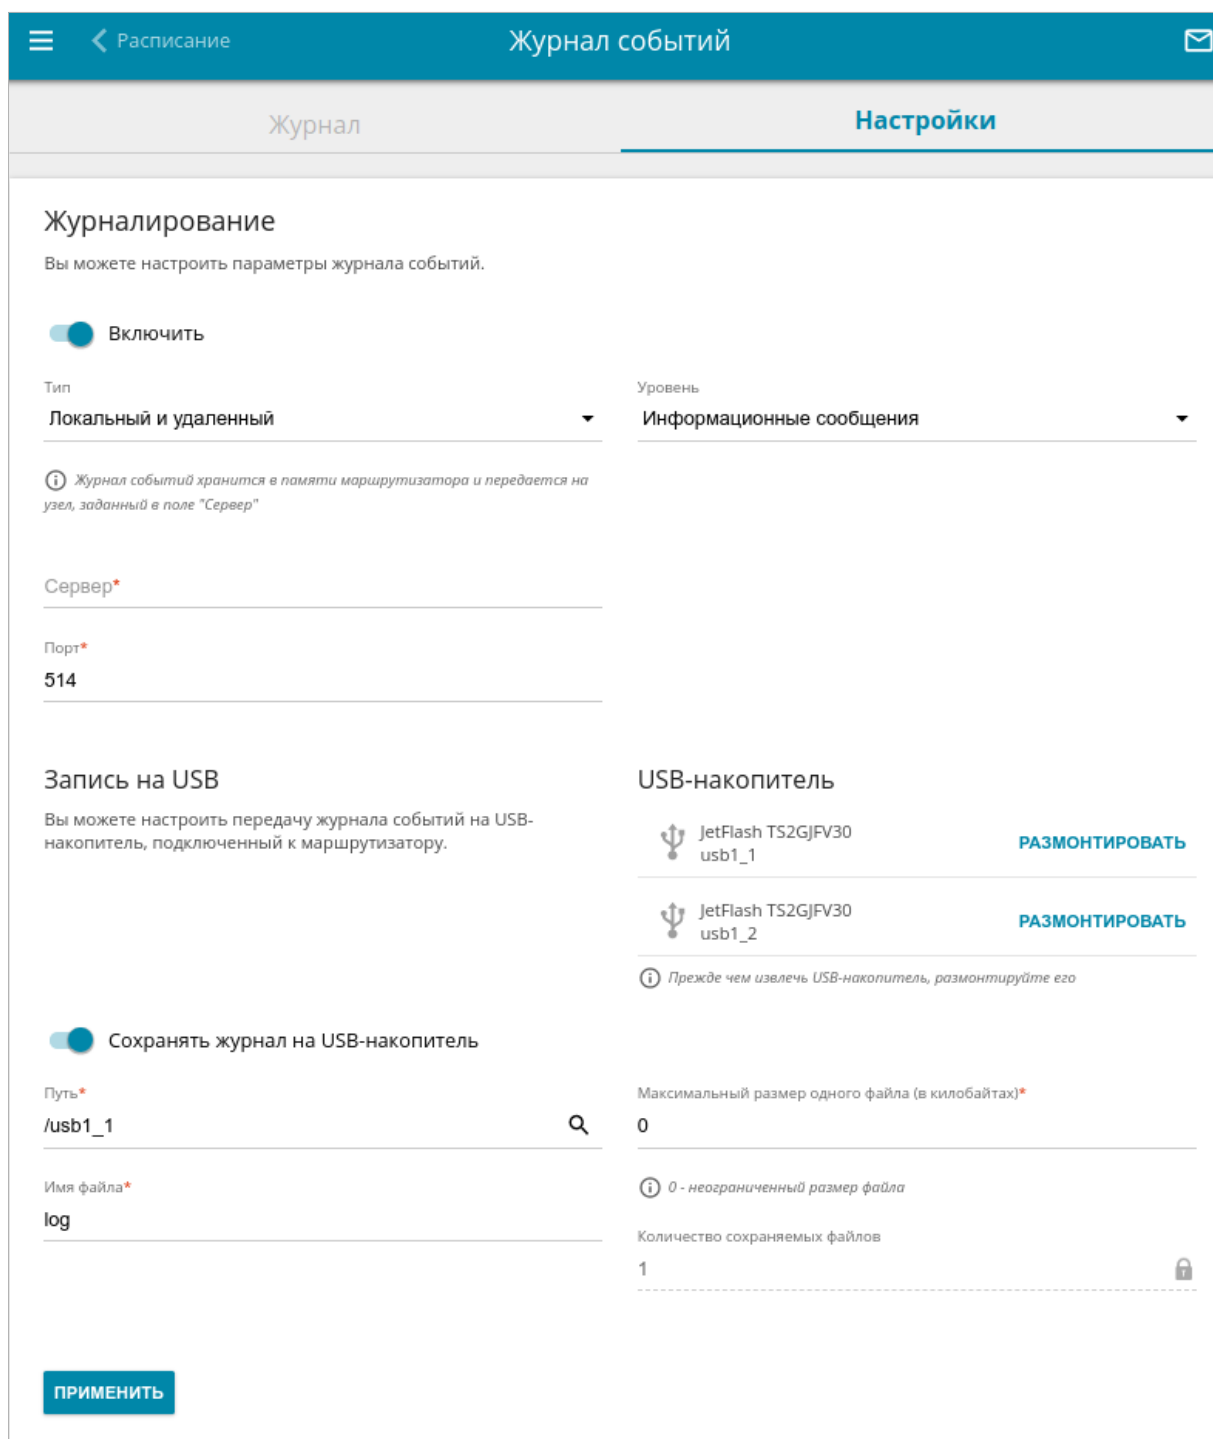 Расписание
Журнал событий
Журнал
Настройки
Журналирование
Вы можете настроить параметры журнала событий.
Включить
Тип
Локальный и удаленный
Уровень
Информационные сообщения
Журнал событий хранится в памяти маршрутизатора и передается на
узел, заданный в поле "Сервер"
Сервер*
Порт*
514
Запись на USB
Вы можете настроить передачу журнала событий на USB-
накопитель, подключенный к маршрутизатору.
USB-накопитель
JetFlash TS2GJFV30
usb1_1
РАЗМОНТИРОВАТЬ
JetFlash TS2GJFV30
usb1_2
РАЗМОНТИРОВАТЬ
Прежде чем извлечь USB-накопитель, размонтируйте его
Сохранять журнал на USB-накопитель
Путь*
/usb1_1
Максимальный размер одного файла (в килобайтах)*
0
Имя файла*
log
0 - неограниченный размер файла
Количество сохраняемых файлов
1
ПРИМЕНИТЬ